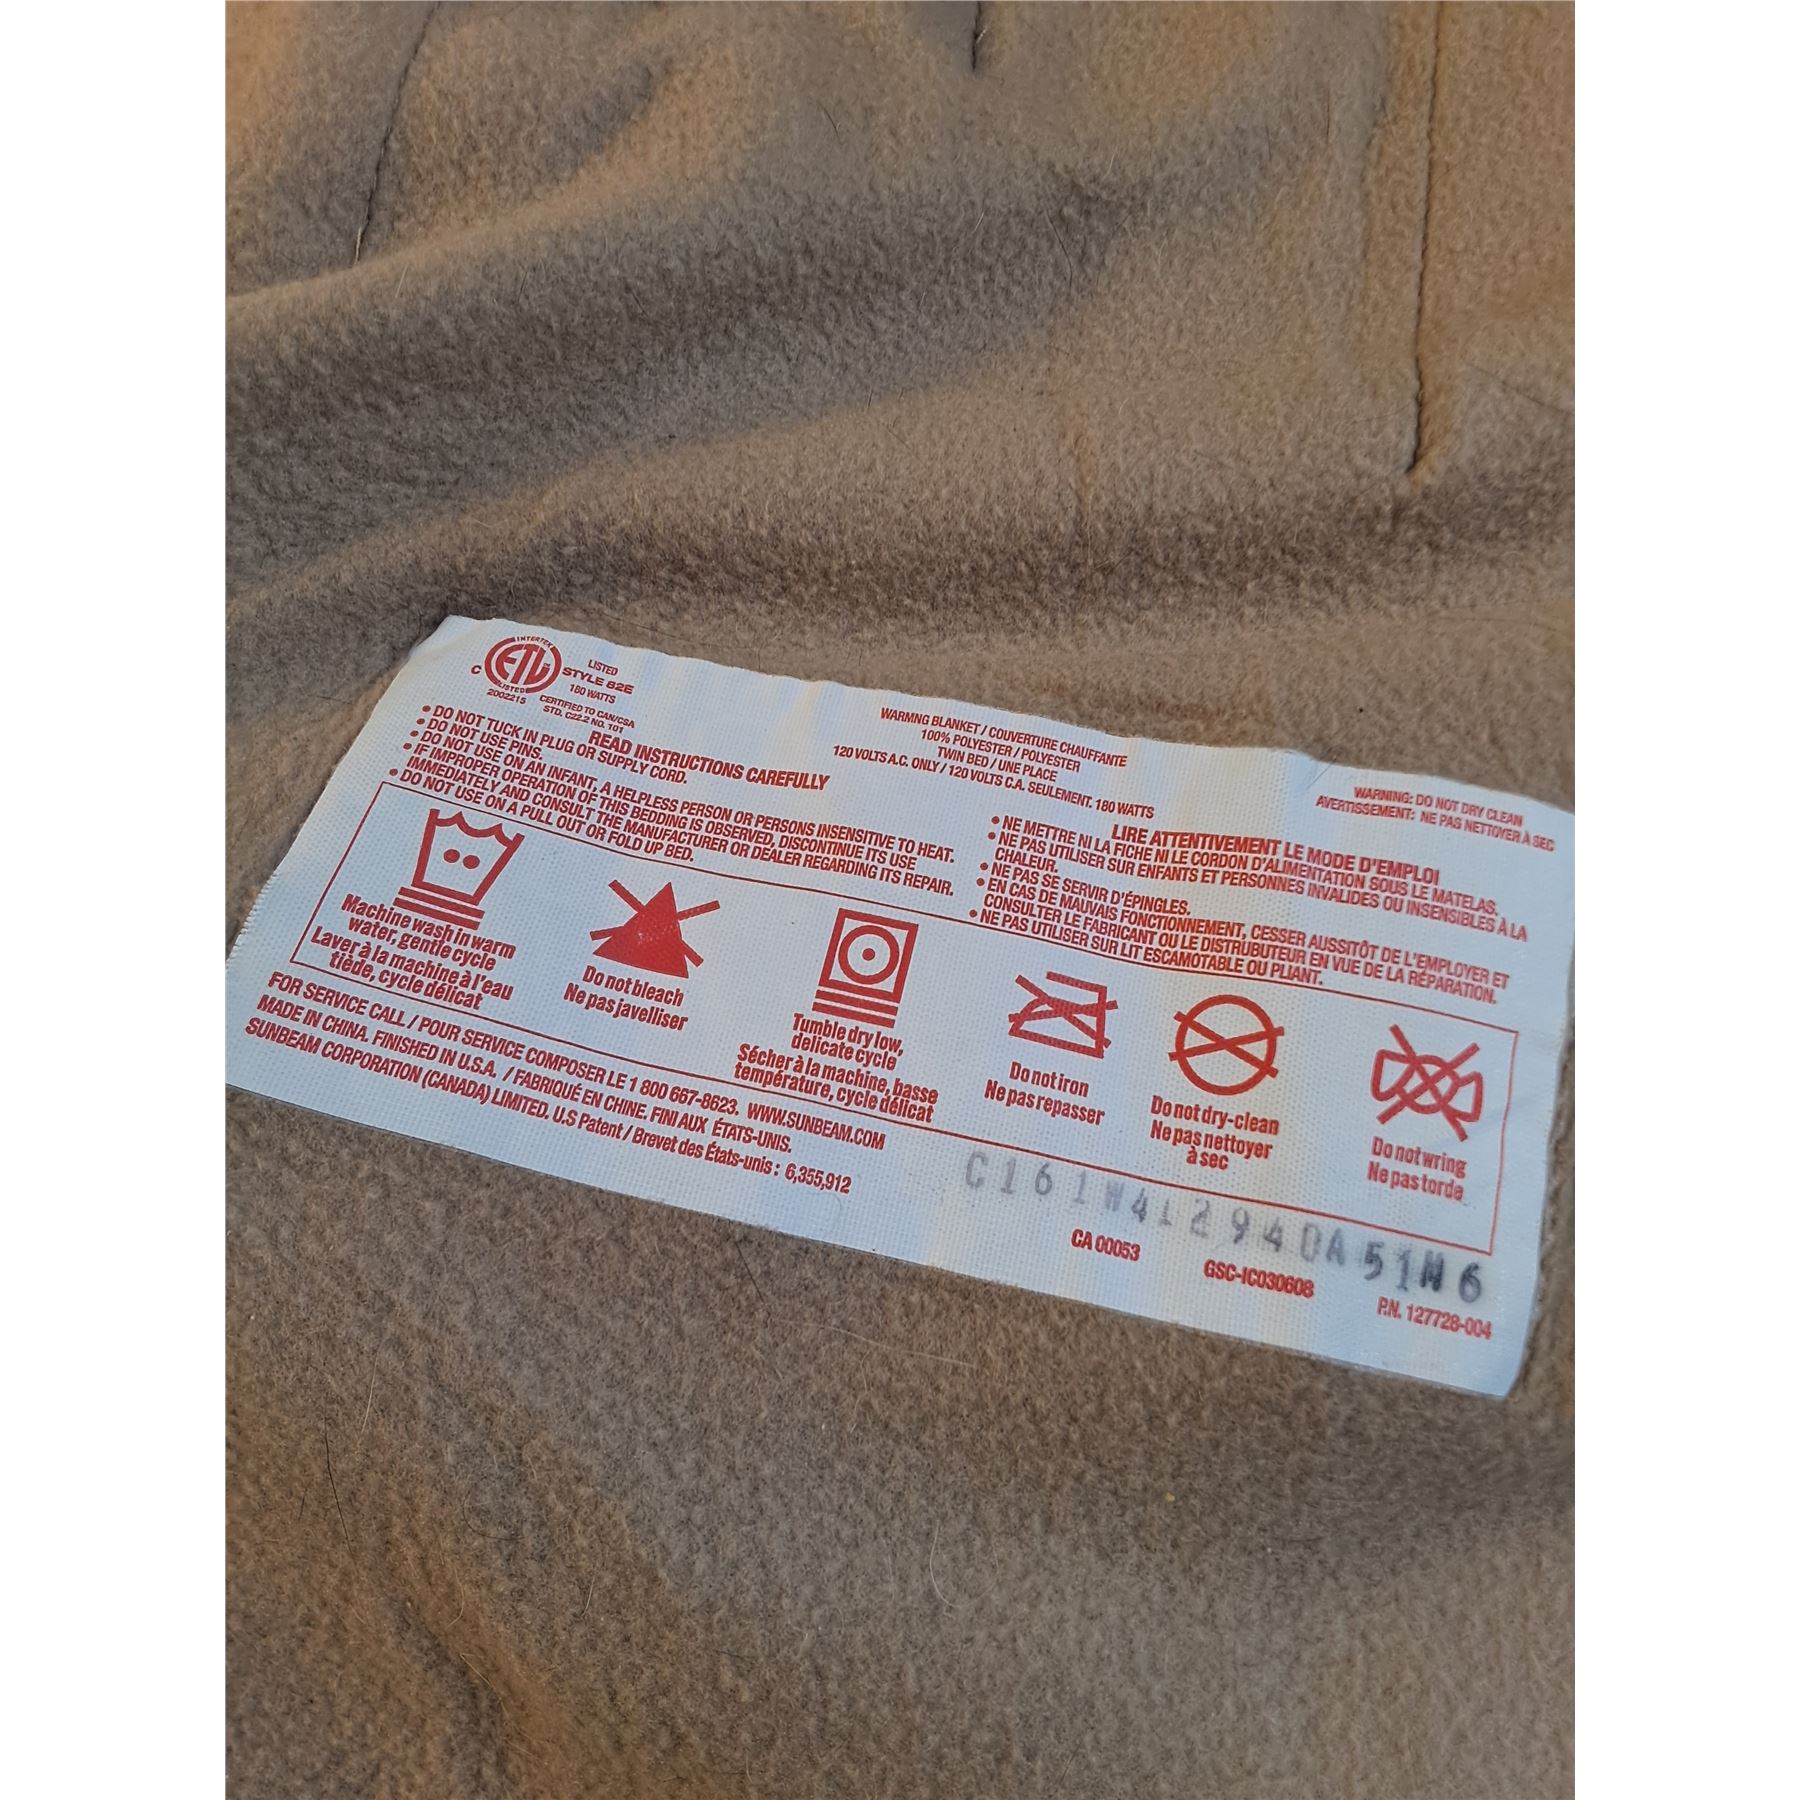 INTERTEK
C ETL
LISTED
2002215
LISTED
STYLE 82E
180 WATTS
CERTIFIED TO CAN/CSA
STD. C22.2 NO. 101
READ INSTRUCTIONS CAREFULLY
• DO NOT TUCK IN PLUG OR SUPPLY CORD.
• DO NOT USE PINS.
• DO NOT USE ON AN INFANT, A HELPLESS PERSON OR PERSONS INSENSITIVE TO HEAT.
• IF IMPROPER OPERATION OF THIS BEDDING IS OBSERVED, DISCONTINUE ITS USE
IMMEDIATELY AND CONSULT THE MANUFACTURER OR DEALER REGARDING ITS REPAIR.
• DO NOT USE ON A PULL OUT OR FOLD UP BED.
WARMNG BLANKET / COUVERTURE CHAUFFANTE
100% POLYESTER / POLYESTER
TWIN BED / UNE PLACE
120 VOLTS A.C. ONLY / 120 VOLTS C.A. SEULEMENT. 180 WATTS
WARNING: DO NOT DRY CLEAN
AVERTISSEMENT: NE PAS NETTOYER À SEC
LIRE ATTENTIVEMENT LE MODE D'EMPLOI
• NE METTRE NI LA FICHE NI LE CORDON D'ALIMENTATION SOUS LE MATELAS.
• NE PAS UTILISER SUR ENFANTS ET PERSONNES INVALIDES OU INSENSIBLES À LA
CHALEUR.
• NE PAS SE SERVIR D'ÉPINGLES.
• EN CAS DE MAUVAIS FONCTIONNEMENT, CESSER AUSSITÔT DE L'EMPLOYER ET
CONSULTER LE FABRICANT OU LE DISTRUBUTEUR EN VUE DE LA RÉPARATION.
• NE PAS UTILISER SUR LIT ESCAMOTABLE OU PLIANT.
Machine wash in warm
water, gentle cycle
Laver à la machine à l'eau
tiède, cycle délicat
Do not bleach
Ne pas javelliser
Tumble dry low,
delicate cycle
Sécher à la machine, basse
température, cycle délicat
Do not iron
Ne pas repasser
Do not dry-clean
Ne pas nettoyer
à sec
Do not wring
Ne pas torde
FOR SERVICE CALL / POUR SERVICE COMPOSER LE 1 800 667-8623. WWW.SUNBEAM.COM
MADE IN CHINA. FINISHED IN U.S.A. / FABRIQUÉ EN CHINE. FINI AUX ÉTATS-UNIS.
SUNBEAM CORPORATION (CANADA) LIMITED. U.S Patent / Brevet des États-unis : 6,355,912
CA 00053
GSC-IC030608
P.N. 127728-004